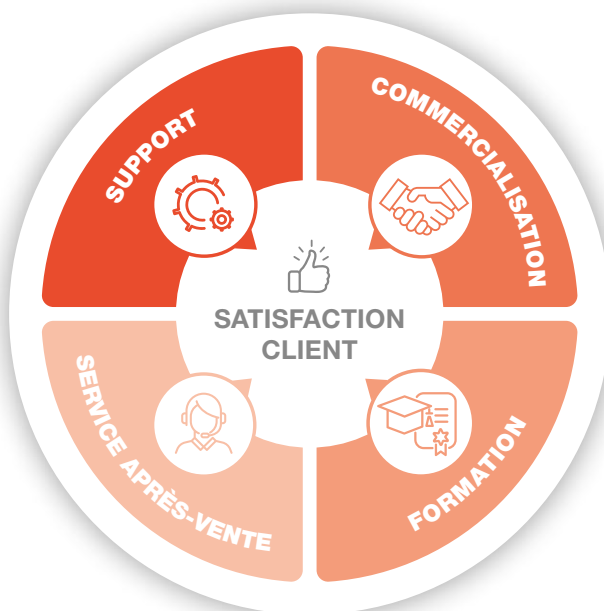 SUPPORT
COMMERCIALISATION
SATISFACTION
CLIENT
SERVICE APRÈS-VENTE
FORMATION